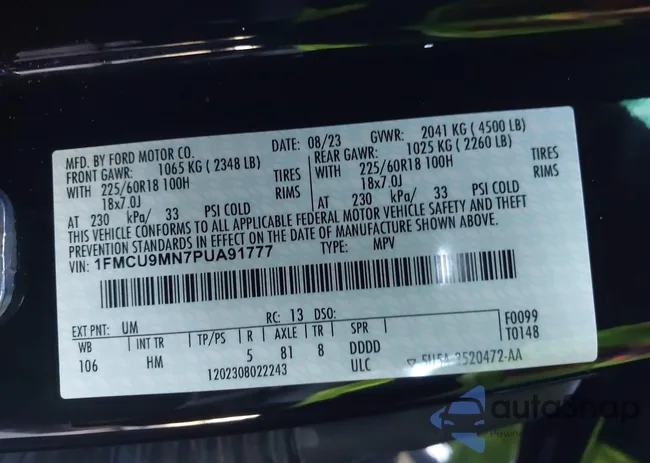 MFD. BY FORD MOTOR CO. DATE: 08/23 GVWR: 2041 KG ( 4500 LB)
FRONT GAWR: 1065 KG ( 2348 LB) REAR GAWR: 1025 KG ( 2260 LB)
WITH 225/60R18 100H TIRES WITH 225/60R18 100H TIRES
18x7.0J RIMS 18x7.0J RIMS
AT 230 kPa/ 33 PSI COLD AT 230 kPa/ 33 PSI COLD
THIS VEHICLE CONFORMS TO ALL APPLICABLE FEDERAL MOTOR VEHICLE SAFETY AND THEFT
PREVENTION STANDARDS IN EFFECT ON THE DATE OF MANUFACTURE SHOWN ABOVE.
VIN: 1FMCU9MN7PUA91777 TYPE: MPV
EXT PNT: UM RC: 13 DSO: F0099
WB INT TR TP/PS R AXLE TR SPR T0148
106 HM 5 81 8 DDDD
1202308022243 ULC 3520472-AA
autosnap